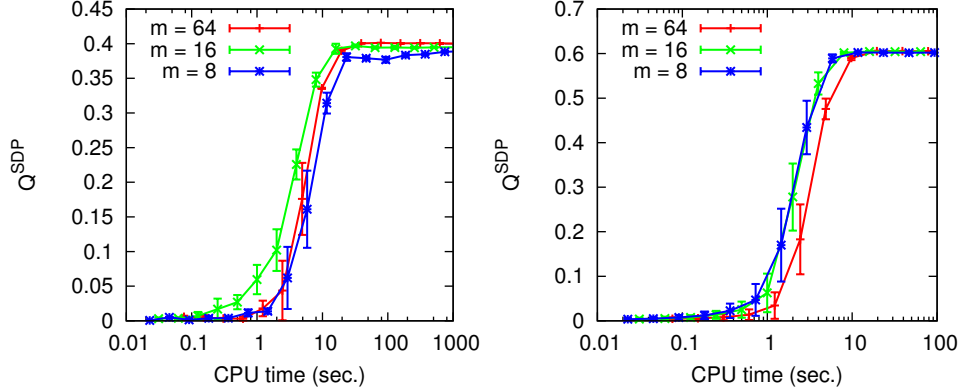 0.45
0.4
0.35
0.3
0.25
0.2
0.15
0.1
0.05
0
Q^SDP
m = 64
m = 16
m = 8
0.01 0.1 1 10 100 1000
CPU time (sec.)
0.7
0.6
0.5
0.4
0.3
0.2
0.1
0
Q^SDP
m = 64
m = 16
m = 8
0.01 0.1 1 10 100
CPU time (sec.)